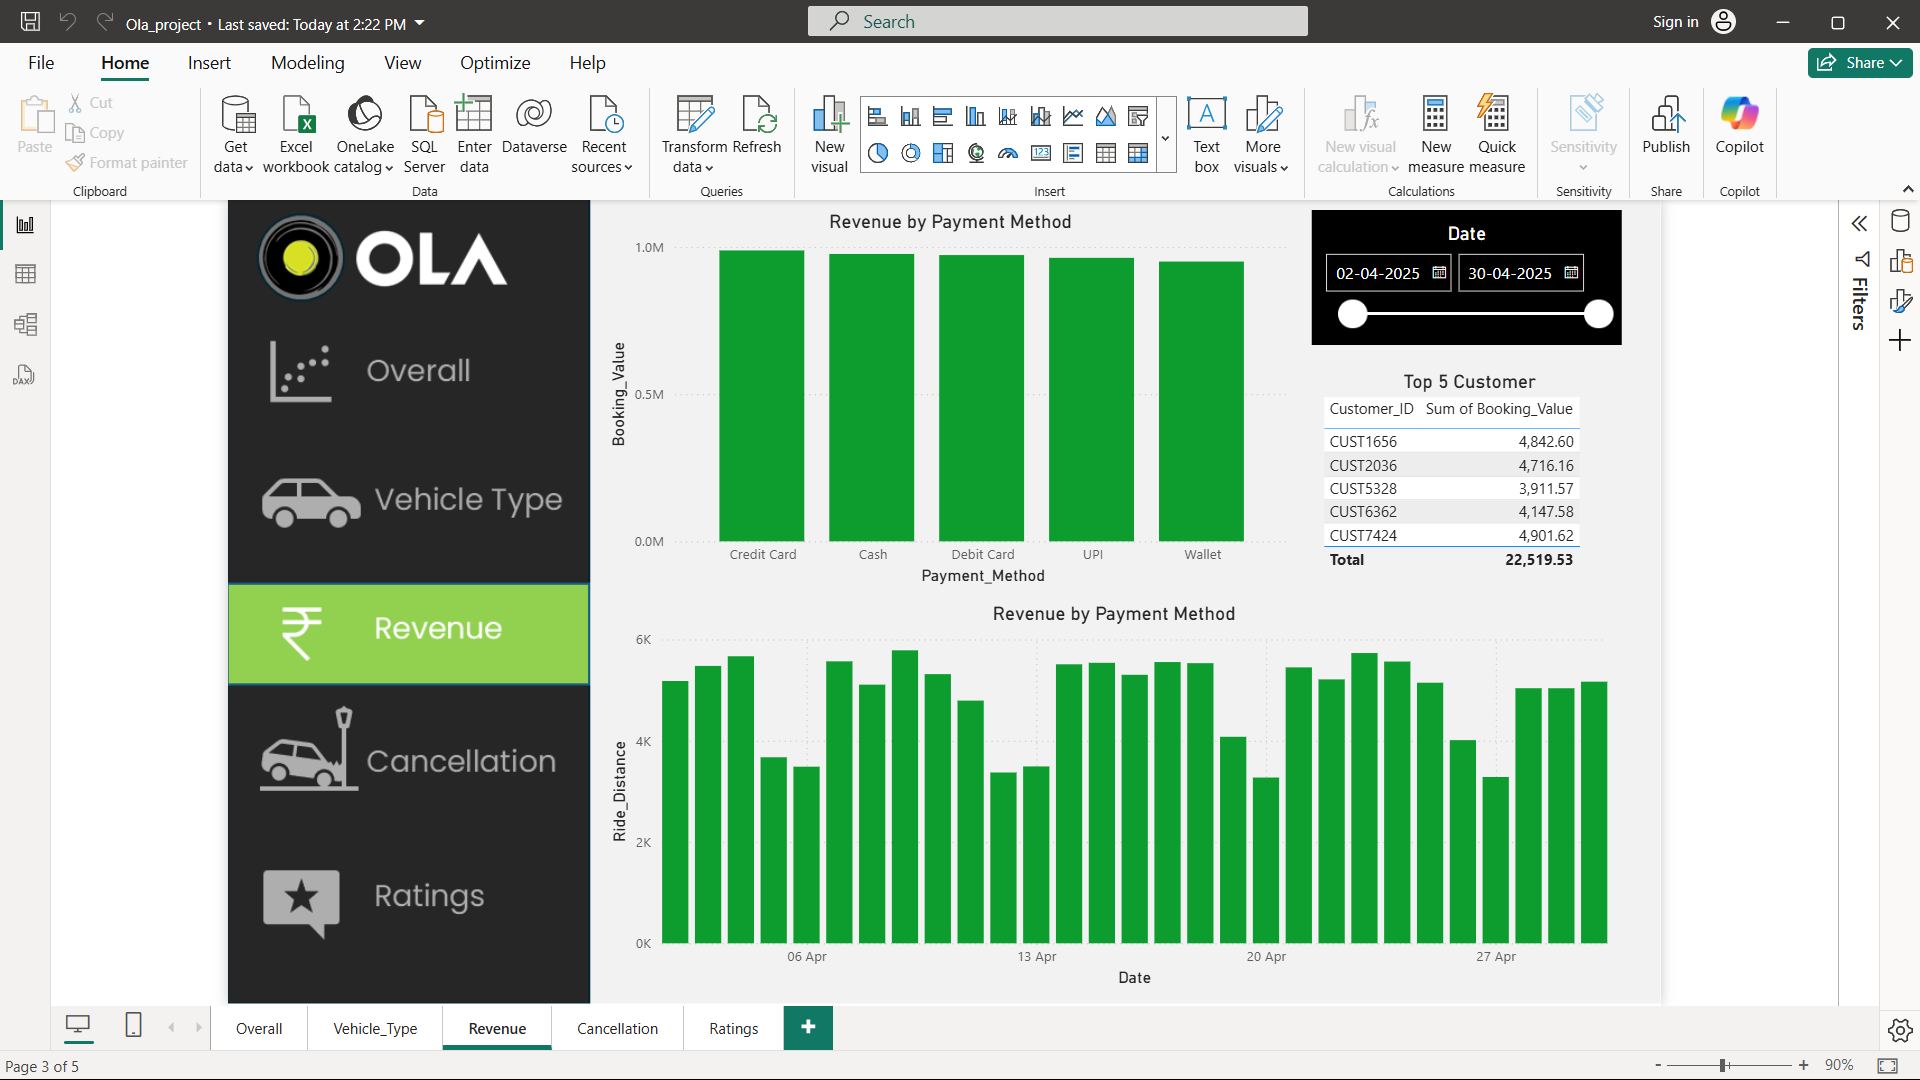 Ola_project • Last saved: Today at 2:22 PM
Search
Sign in
File
Home
Insert
Modeling
View
Optimize
Help
Share
Paste
Cut
Copy
Format painter
Clipboard
Get data
Excel workbook
OneLake catalog
SQL Server
Enter data
Dataverse
Recent sources
Data
Transform data
Refresh
Queries
New visual
123
A
Text box
More visuals
Insert
New visual calculation
New measure
Quick measure
Calculations
Sensitivity
Sensitivity
Publish
Share
Copilot
Copilot
DAX
OLA
Overall
Vehicle Type
₹ Revenue
Cancellation
Ratings
Revenue by Payment Method
Booking_Value
1.0M
0.5M
0.0M
Credit Card
Cash
Debit Card
UPI
Wallet
Payment_Method
Date
02-04-2025
30-04-2025
Top 5 Customer
Customer_ID Sum of Booking_Value
CUST1656 4,842.60
CUST2036 4,716.16
CUST5328 3,911.57
CUST6362 4,147.58
CUST7424 4,901.62
Total 22,519.53
Revenue by Payment Method
Ride_Distance
6K
4K
2K
0K
06 Apr
13 Apr
20 Apr
27 Apr
Date
Filters
Overall
Vehicle_Type
Revenue
Cancellation
Ratings
+
Page 3 of 5
- + 90%